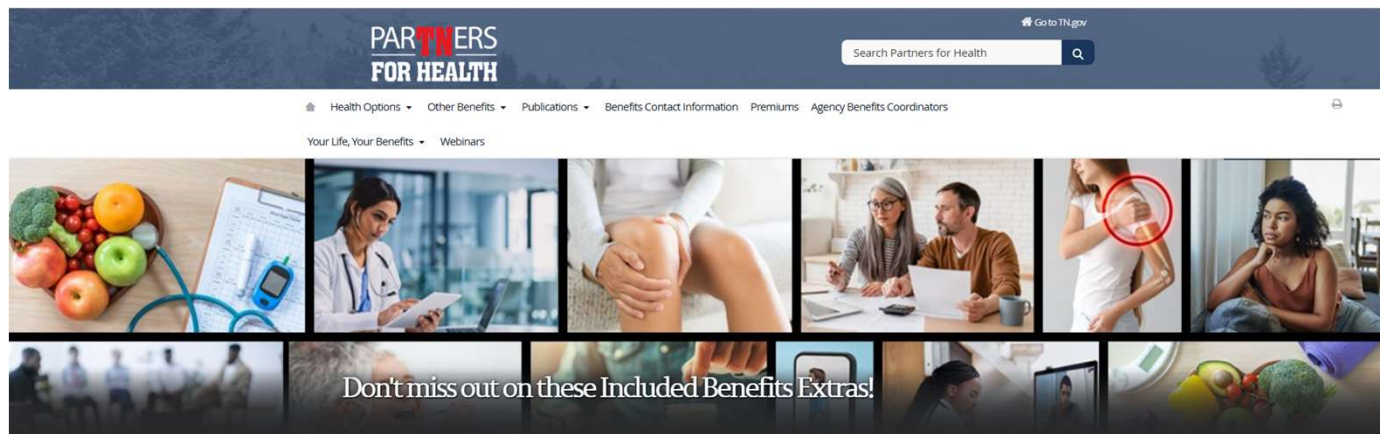 Go to TN.gov
PARTNERS
FOR HEALTH
Search Partners for Health
Health Options
Other Benefits
Publications
Benefits Contact Information
Premiums
Agency Benefits Coordinators
Your Life, Your Benefits
Webinars
Don't miss out on these Included Benefits Extras!